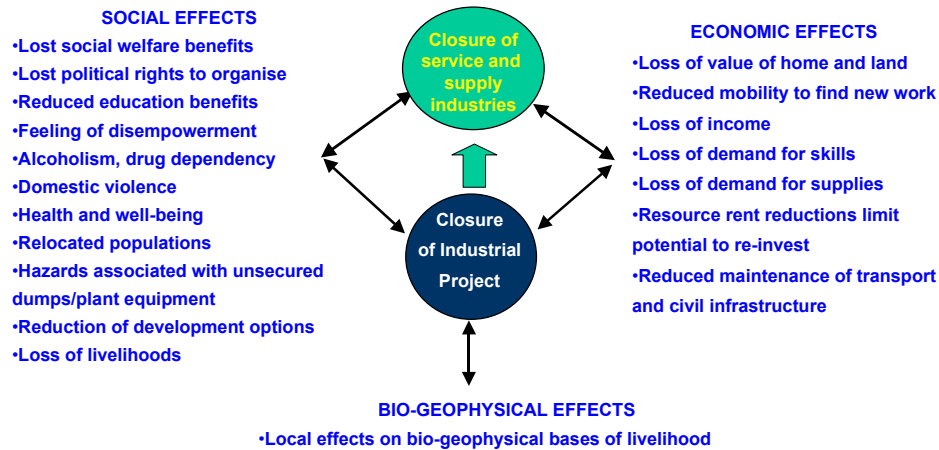 SOCIAL EFFECTS
•Lost social welfare benefits
•Lost political rights to organise
•Reduced education benefits
•Feeling of disempowerment
•Alcoholism, drug dependency
•Domestic violence
•Health and well-being
•Relocated populations
•Hazards associated with unsecured
dumps/plant equipment
•Reduction of development options
•Loss of livelihoods
Closure of
service and
supply
industries
Closure
of Industrial
Project
ECONOMIC EFFECTS
•Loss of value of home and land
•Reduced mobility to find new work
•Loss of income
•Loss of demand for skills
•Loss of demand for supplies
•Resource rent reductions limit
potential to re-invest
•Reduced maintenance of transport
and civil infrastructure
BIO-GEOPHYSICAL EFFECTS
•Local effects on bio-geophysical bases of livelihood